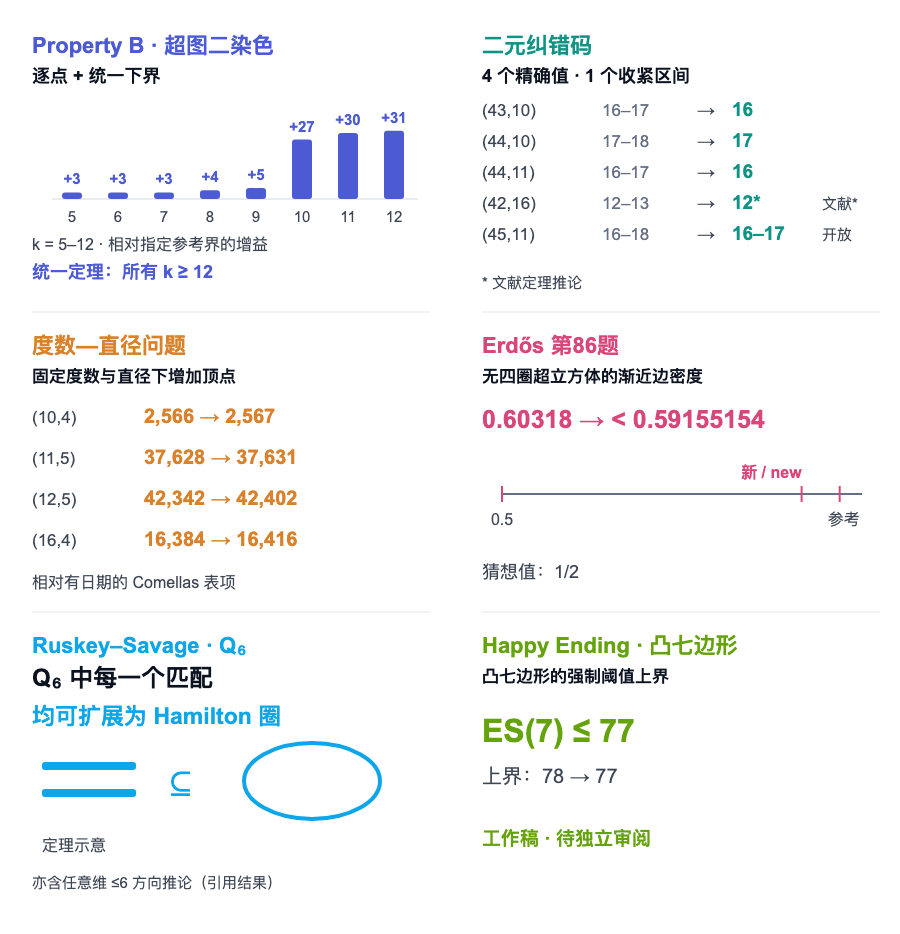 Property B · 超图二染色
逐点 + 统一下界
+3 +3 +3 +4 +5 +27 +30 +31
5 6 7 8 9 10 11 12
k = 5–12 · 相对指定参考界的增益
统一定理：所有 k ≥ 12
二元纠错码
4 个精确值 · 1 个收紧区间
(43,10) 16–17 → 16
(44,10) 17–18 → 17
(44,11) 16–17 → 16
(42,16) 12–13 → 12* 文献*
(45,11) 16–18 → 16–17 开放
* 文献定理推论
度数—直径问题
固定度数与直径下增加顶点
(10,4) 2,566 → 2,567
(11,5) 37,628 → 37,631
(12,5) 42,342 → 42,402
(16,4) 16,384 → 16,416
相对有日期的 Comellas 表项
Erdős 第86题
无四圈超立方体的渐近边密度
0.60318 → < 0.59155154
新 / new
0.5 参考
猜想值：1/2
Ruskey–Savage · Q₆
Q₆ 中每一个匹配
均可扩展为 Hamilton 圈
⊆
定理示意
亦含任意维 ≤6 方向推论（引用结果）
Happy Ending · 凸七边形
凸七边形的强制阈值上界
ES(7) ≤ 77
上界：78 → 77
工作稿 · 待独立审阅